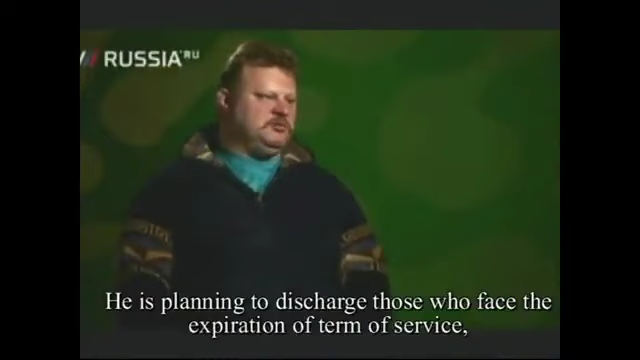 RUSSIA.RU
He is planning to discharge those who face the
expiration of term of service,